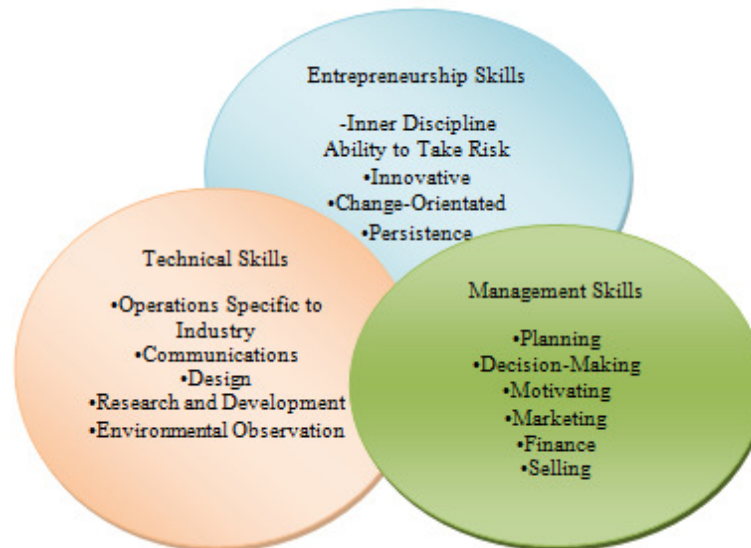 Entrepreneurship Skills
-Inner Discipline
Ability to Take Risk
•Innovative
•Change-Orientated
•Persistence
Technical Skills
•Operations Specific to
Industry
•Communications
•Design
•Research and Development
•Environmental Observation
Management Skills
•Planning
•Decision-Making
•Motivating
•Marketing
•Finance
•Selling